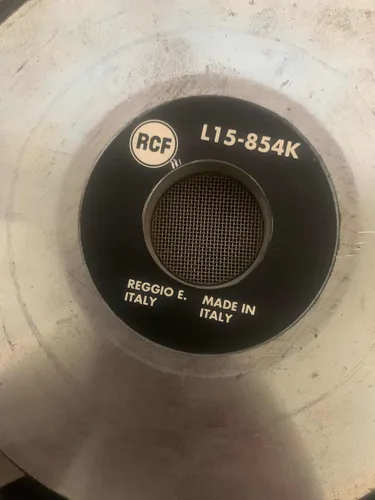 RCF
L15-854K
REGGIO E.
ITALY
MADE IN
ITALY